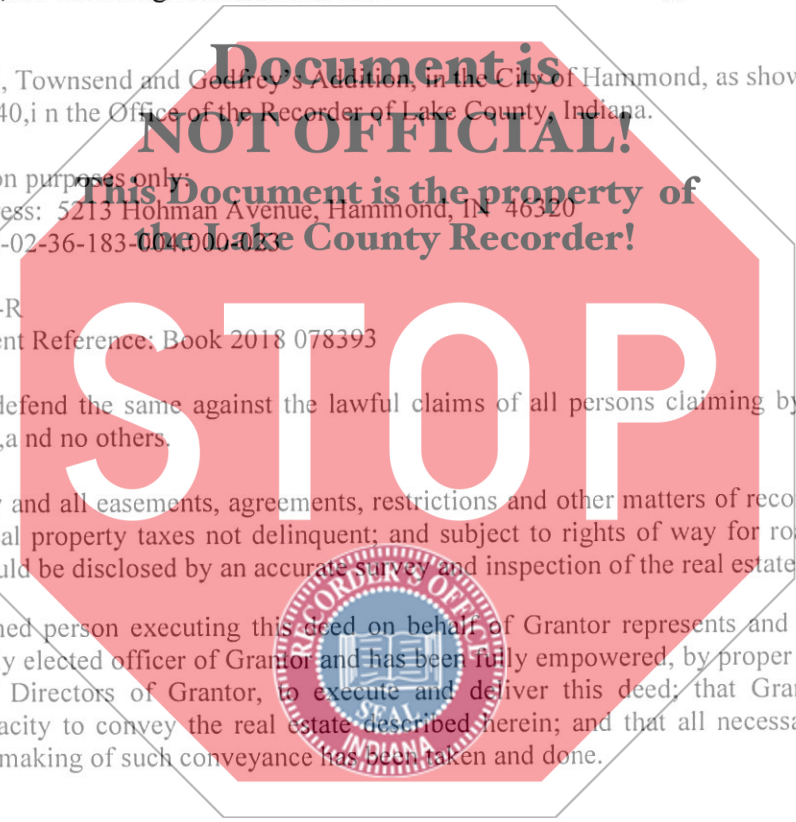 Document is
, Townsend and Godfrey's Addition, in the City of Hammond, as show
40,i n the Office of the Recorder of Lake County, Indiana.
NOT OFFICIAL!
on purposes only:
This Document is the property of
ess: 5213 Hohman Avenue, Hammond, IN 46320
-02-36-183-004.000-023
the Lake County Recorder!
-R
ent Reference: Book 2018 078393
STOP
defend the same against the lawful claims of all persons claiming by
,a nd no others.
y and all easements, agreements, restrictions and other matters of reco
al property taxes not delinquent; and subject to rights of way for roa
uld be disclosed by an accurate survey and inspection of the real estate
ned person executing this deed on behalf of Grantor represents and
ly elected officer of Grantor and has been fully empowered, by proper
Directors of Grantor, to execute and deliver this deed; that Gran
acity to convey the real estate described herein; and that all necessa
making of such conveyance has been taken and done.
RECORDER'S OFFICE
SEAL
INDIANA